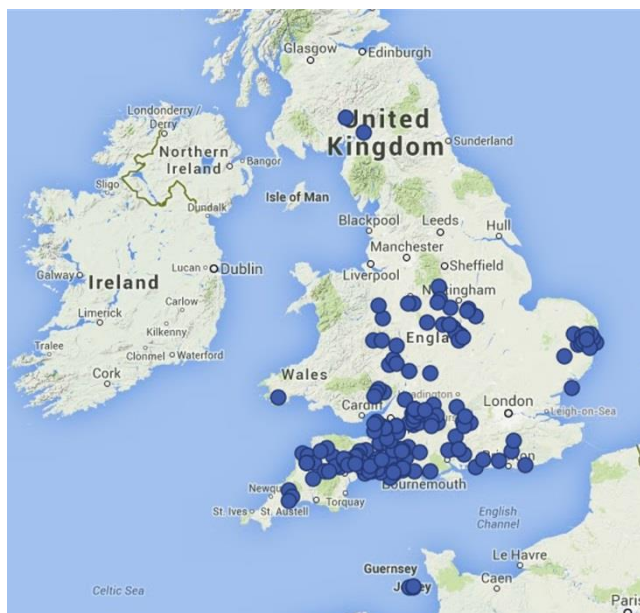 Glasgow
Edinburgh
Londonderry /
Derry
United
Kingdom
Northern
Ireland
Bangor
Sunderland
Sligo
Isle of Man
Dundalk
Blackpool
Leeds
Hull
Manchester
Galway
Lucan
Dublin
Liverpool
Sheffield
Ireland
Carlow
Limerick
Kilkenny
Tralee
Clonmel
Waterford
Cork
Wales
London
Cardi
Leigh-on-Sea
Newqu
St. Ives
St. Austell
Torquay
Bournemouth
English
Channel
Guernsey
Le Havre
Caen
Celtic Sea
Paris